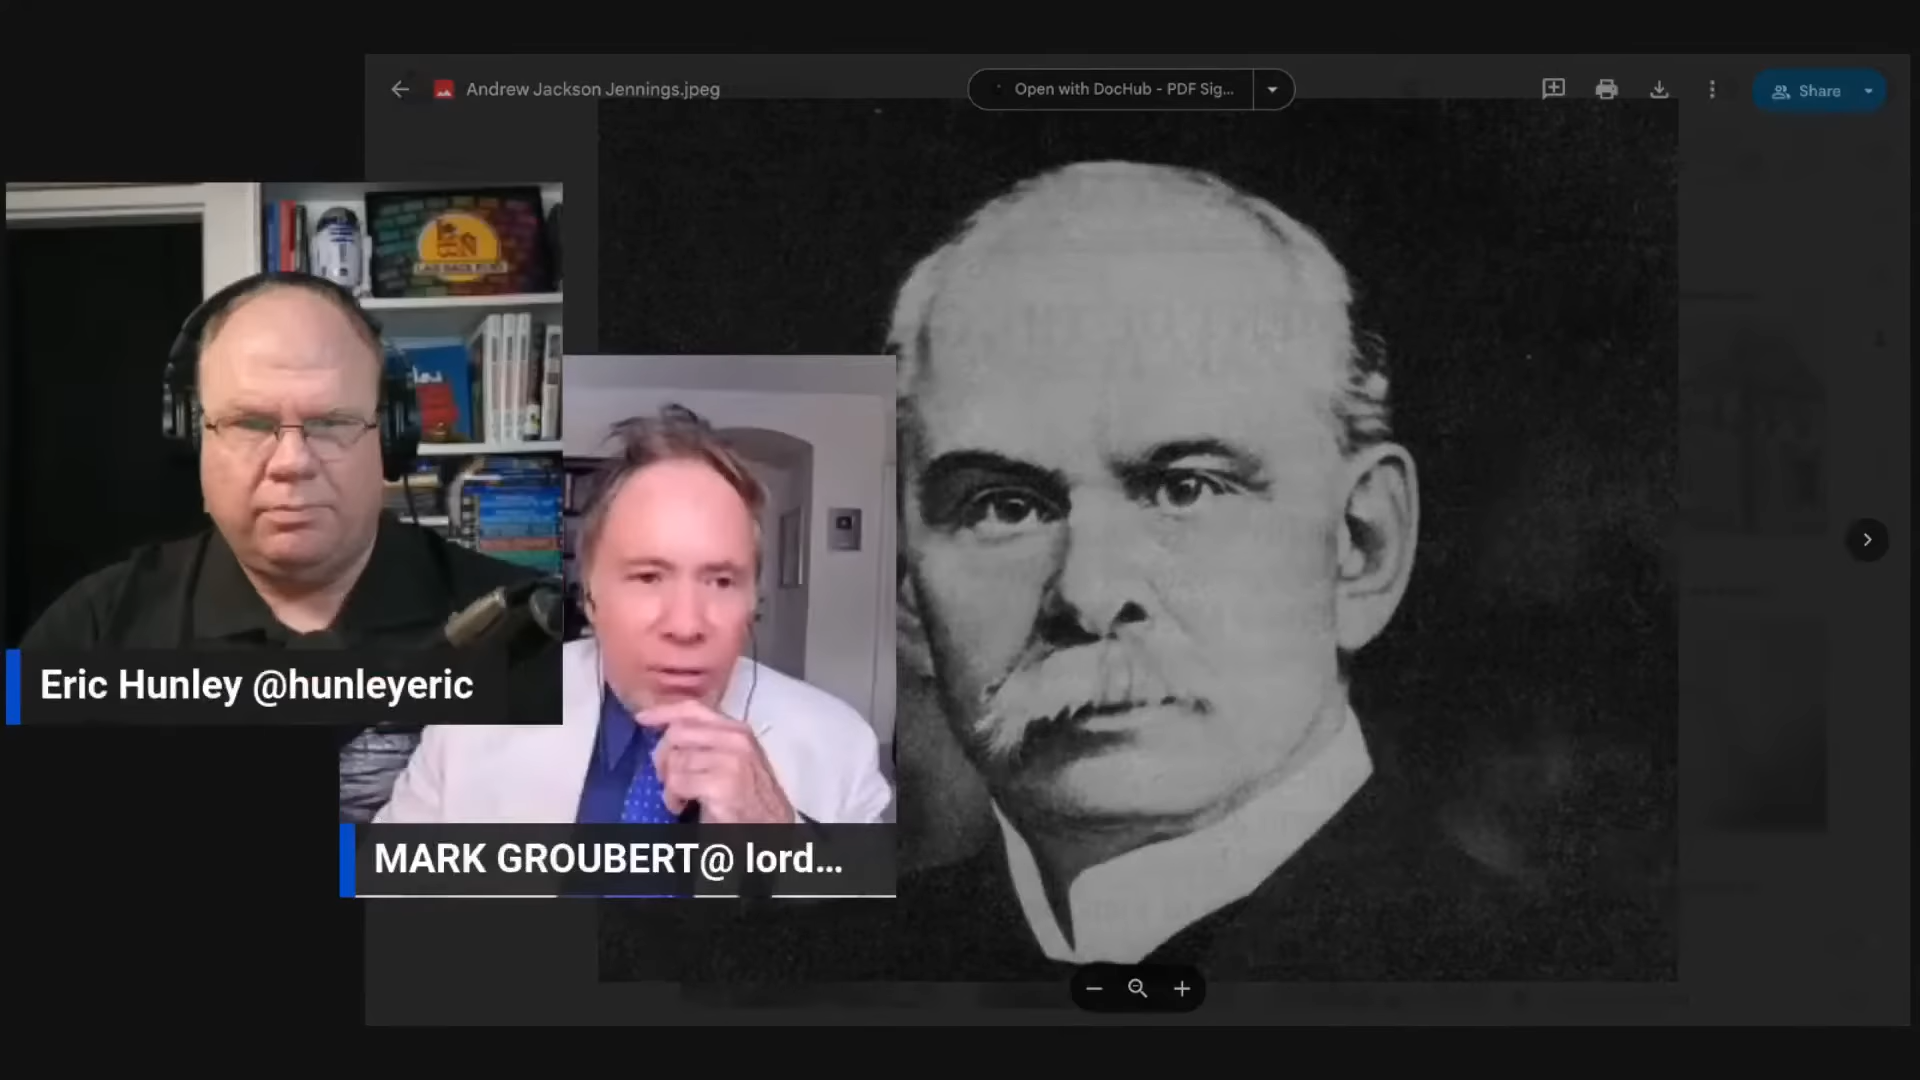 Andrew Jackson Jennings.jpeg
Open with DocHub - PDF Sig...
Share
Eric Hunley @hunleyeric
MARK GROUBERT@ lord...